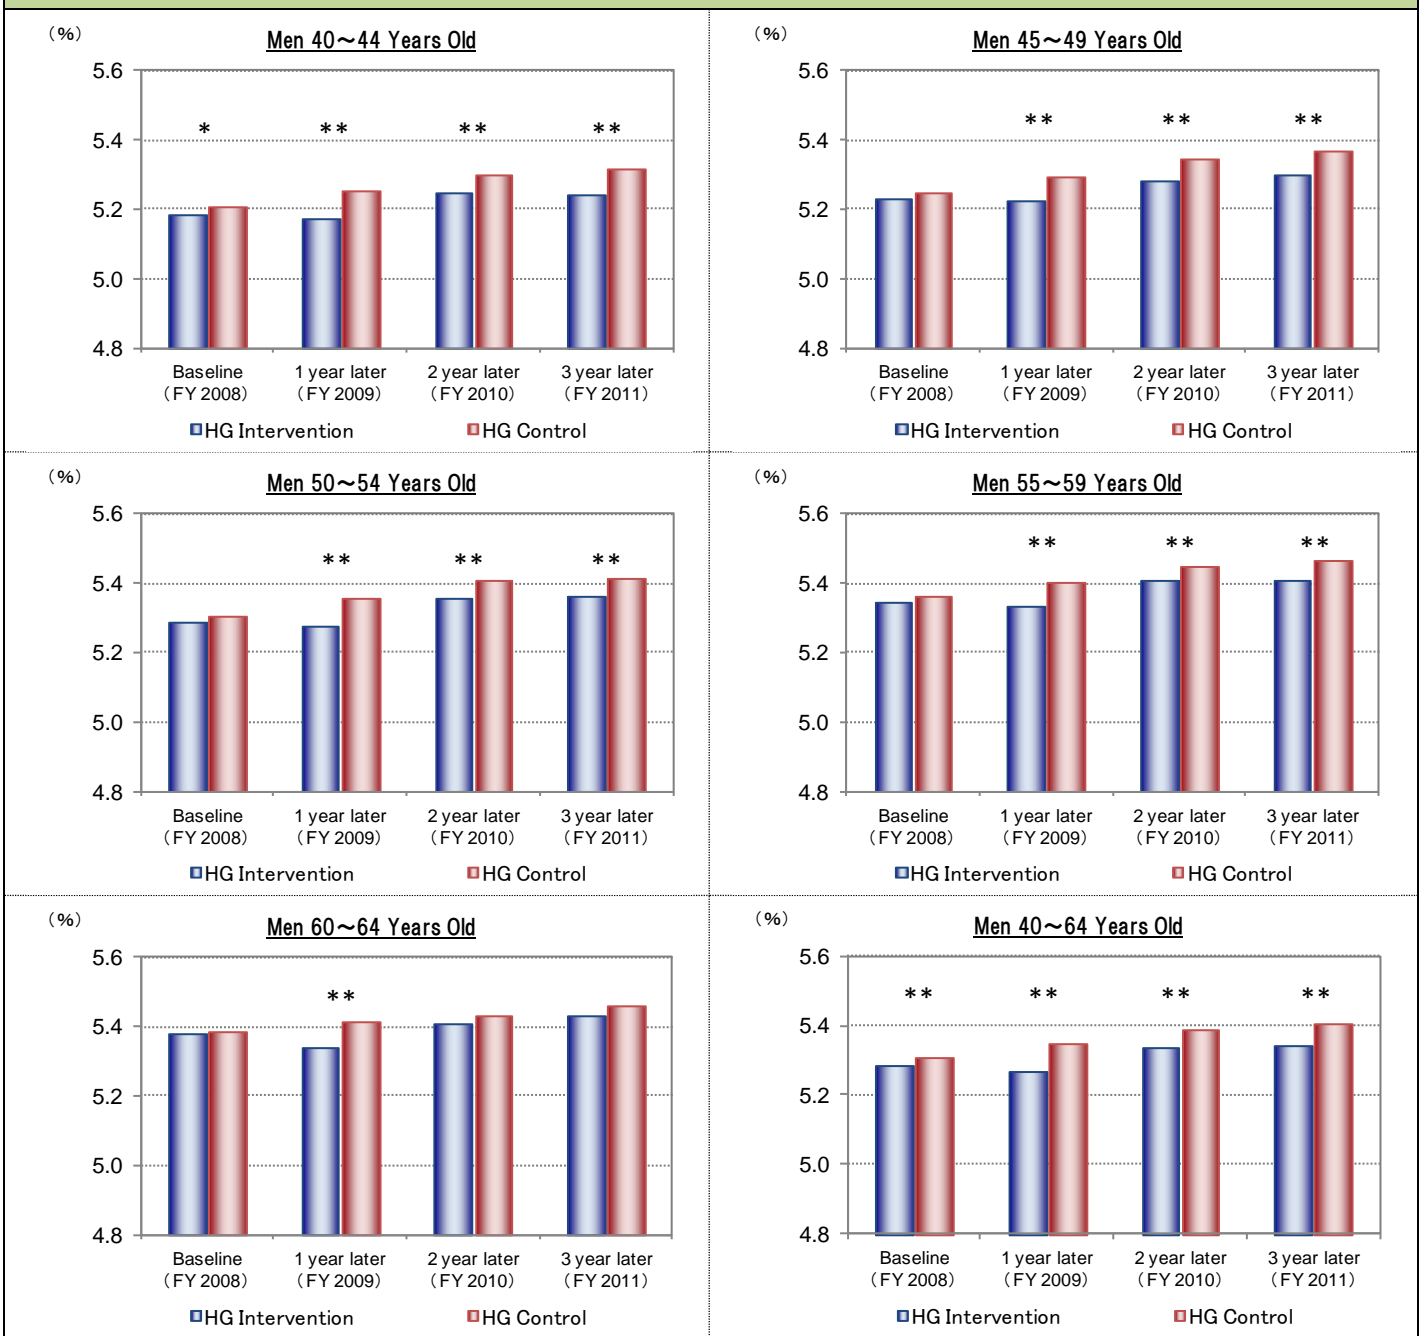 （%）
Men 40～44 Years Old
5.6
5.4
5.2
5.0
4.8
*
**
**
**
Baseline 1 year later 2 year later 3 year later
（FY 2008） （FY 2009） （FY 2010） （FY 2011）
HG Intervention HG Control
（%）
Men 45～49 Years Old
5.6
5.4
5.2
5.0
4.8
**
**
**
Baseline 1 year later 2 year later 3 year later
（FY 2008） （FY 2009） （FY 2010） （FY 2011）
HG Intervention HG Control
（%）
Men 50～54 Years Old
5.6
5.4
5.2
5.0
4.8
**
**
**
Baseline 1 year later 2 year later 3 year later
（FY 2008） （FY 2009） （FY 2010） （FY 2011）
HG Intervention HG Control
（%）
Men 55～59 Years Old
5.6
5.4
5.2
5.0
4.8
**
**
**
Baseline 1 year later 2 year later 3 year later
（FY 2008） （FY 2009） （FY 2010） （FY 2011）
HG Intervention HG Control
（%）
Men 60～64 Years Old
5.6
5.4
5.2
5.0
4.8
**
Baseline 1 year later 2 year later 3 year later
（FY 2008） （FY 2009） （FY 2010） （FY 2011）
HG Intervention HG Control
（%）
Men 40～64 Years Old
5.6
5.4
5.2
5.0
4.8
**
**
**
**
Baseline 1 year later 2 year later 3 year later
（FY 2008） （FY 2009） （FY 2010） （FY 2011）
HG Intervention HG Control